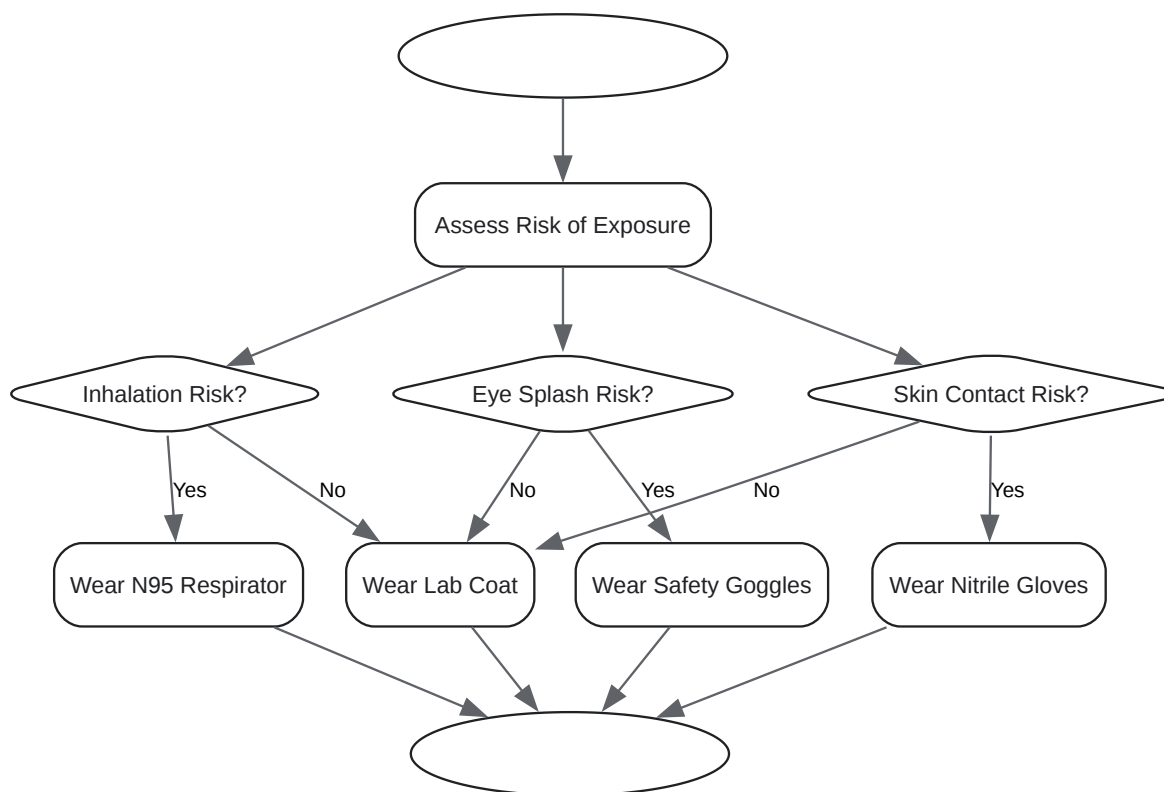 Assess Risk of Exposure
Inhalation Risk?
Eye Splash Risk?
Skin Contact Risk?
Yes
No
No
Yes
No
Yes
Wear N95 Respirator
Wear Lab Coat
Wear Safety Goggles
Wear Nitrile Gloves